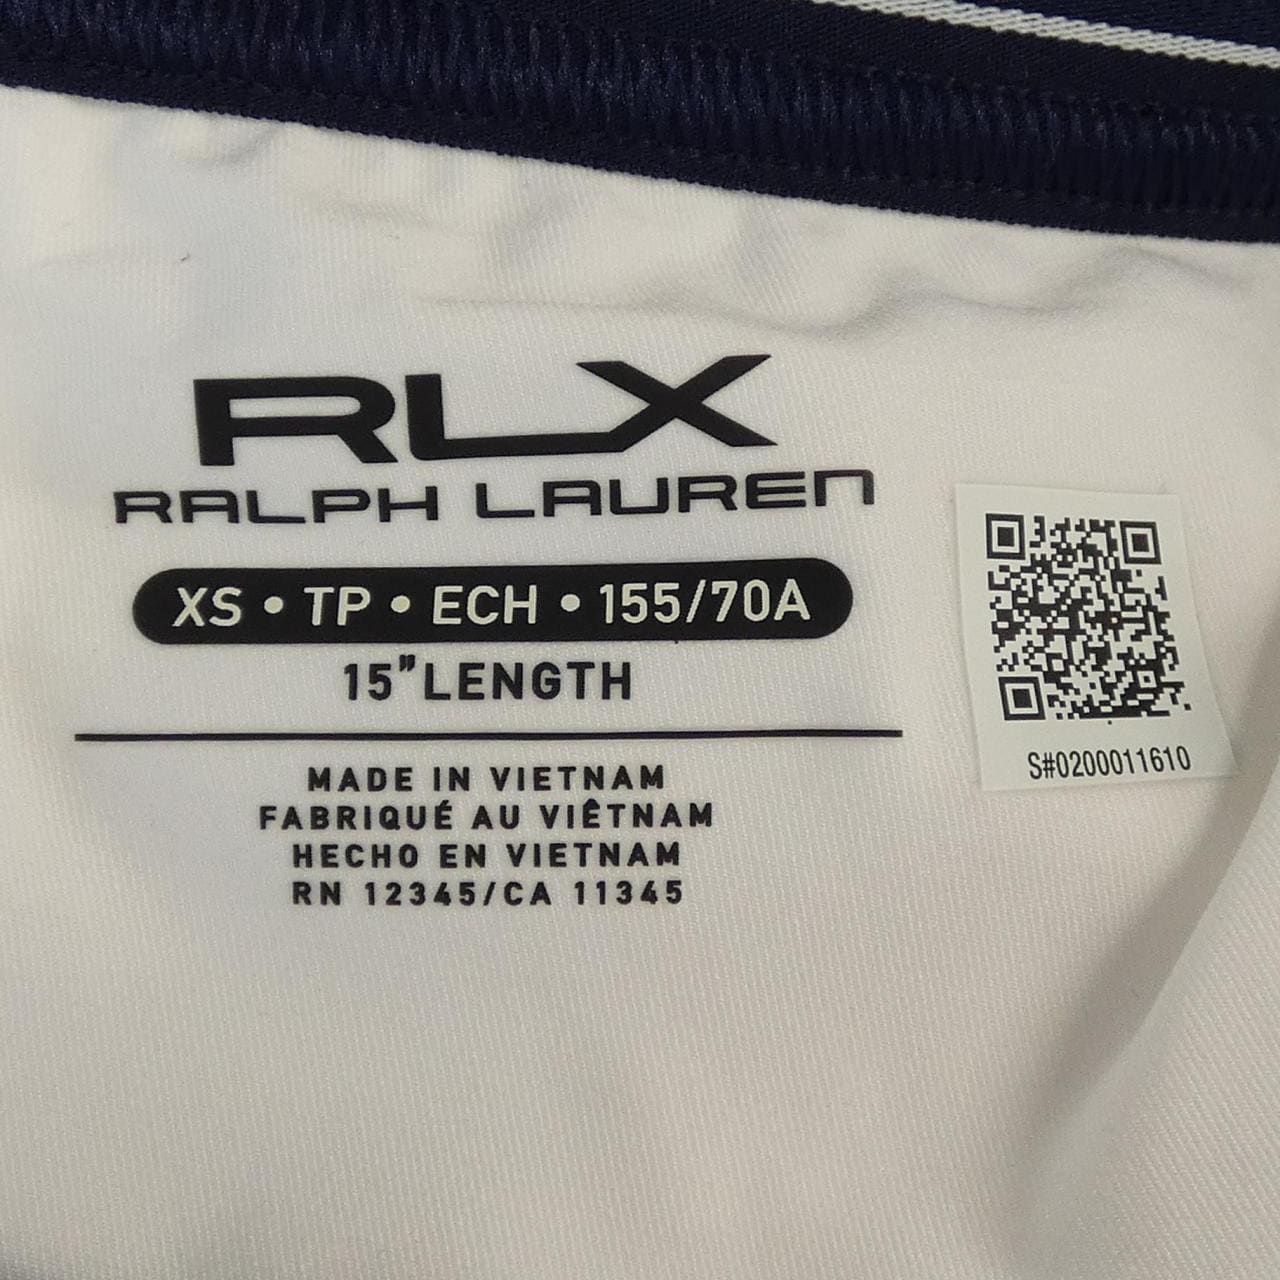 RLX
RALPH LAUREN
XS • TP • ECH • 155/70A
15" LENGTH
MADE IN VIETNAM
FABRIQUÉ AU VIÊTNAM
HECHO EN VIETNAM
RN 12345/CA 11345
S#0200011610